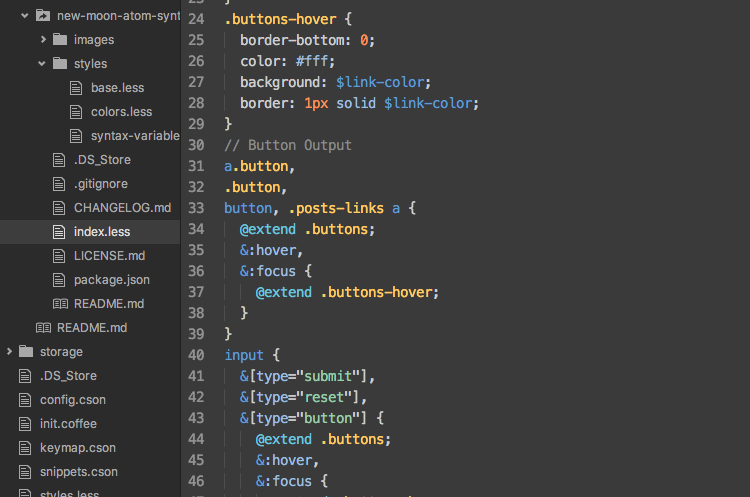 new-moon-atom-synt
images
styles
base.less
colors.less
syntax-variable
.DS_Store
.gitignore
CHANGELOG.md
index.less
LICENSE.md
package.json
README.md
README.md
storage
.DS_Store
config.cson
init.coffee
keymap.cson
snippets.cson
styles.less
24 .buttons-hover {
25 border-bottom: 0;
26 color: #fff;
27 background: $link-color;
28 border: 1px solid $link-color;
29 }
30 // Button Output
31 a.button,
32 .button,
33 button, .posts-links a {
34 @extend .buttons;
35 &:hover,
36 &:focus {
37 @extend .buttons-hover;
38 }
39 }
40 input {
41 &[type="submit"],
42 &[type="reset"],
43 &[type="button"] {
44 @extend .buttons;
45 &:hover,
46 &:focus {